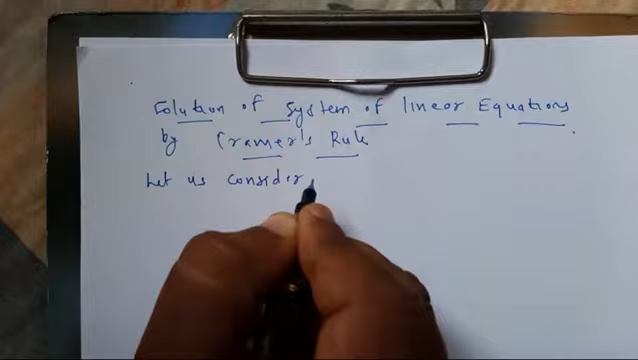 Solution of System of linear Equations
by Cramer's Rule
Let us consider